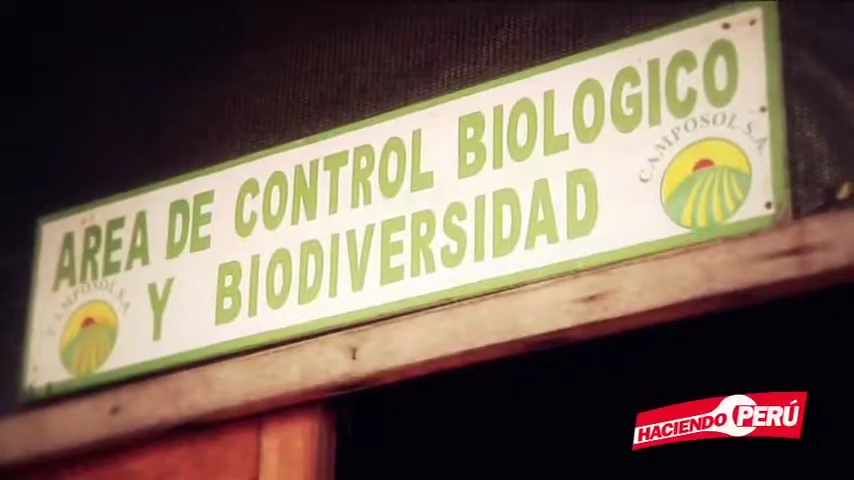 AREA DE CONTROL BIOLOGICO
Y BIODIVERSIDAD
CAMPOSOL S.A.
CAMPOSOL S.A.
HACIENDO PERÚ